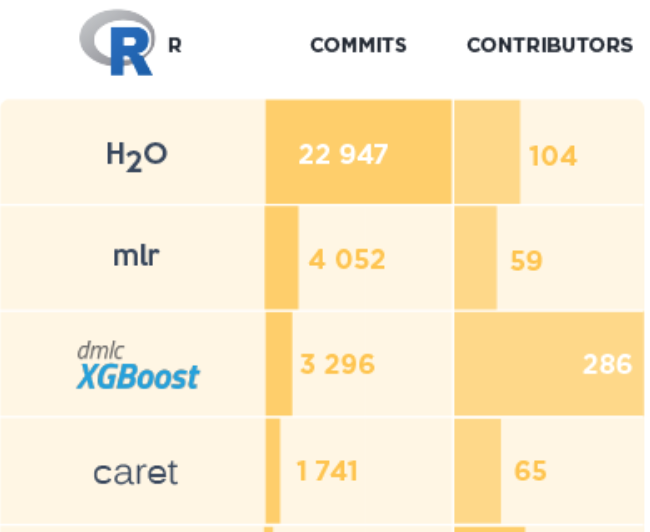 R R COMMITS CONTRIBUTORS
H₂O 22 947 104
mlr 4 052 59
dmlc
XGBoost 3 296 286
caret 1 741 65